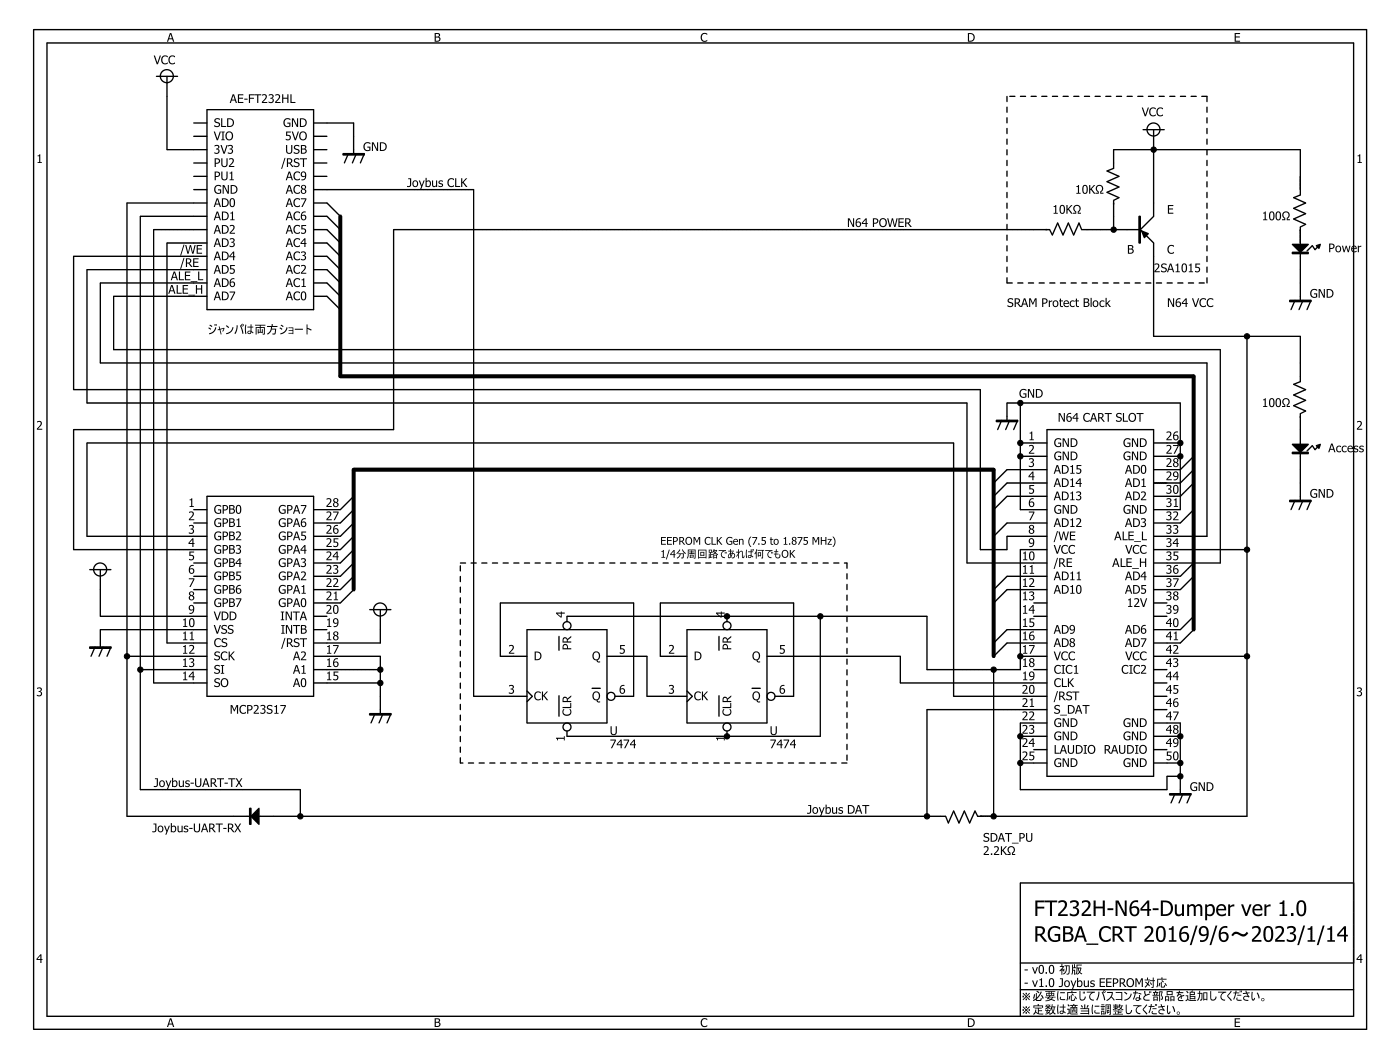 A B C D E
1
2
3
4
1
2
3
4
VCC
AE-FT232HL
SLD GND
VIO 5VO
3V3 USB
PU2 /RST
PU1 AC9
GND AC8
AD0 AC7
AD1 AC6
AD2 AC5
AD3 AC4
AD4 AC3
AD5 AC2
AD6 AC1
AD7 AC0
/WE
/RE
ALE_L
ALE_H
GND
Joybus CLK
ジャンパは両方ショート
N64 POWER
VCC
10KΩ
10KΩ
E
B C
2SA1015
SRAM Protect Block
N64 VCC
100Ω
Power
GND
100Ω
Access
GND
GND
N64 CART SLOT
1 GND GND 26
2 GND GND 27
3 AD15 AD0 28
4 AD14 AD1 29
5 AD13 AD2 30
6 GND GND 31
7 AD12 AD3 32
8 /WE ALE_L 33
9 VCC VCC 34
10 /RE ALE_H 35
11 AD11 AD4 36
12 AD10 AD5 37
13 12V 38
14 39
15 AD9 AD6 40
16 AD8 AD7 41
17 VCC VCC 42
18 CIC1 CIC2 43
19 CLK 44
20 /RST 45
21 S_DAT 46
22 GND GND 47
23 GND GND 48
24 LAUDIO RAUDIO 49
25 GND GND 50
GND
1 GPB0 GPA7 28
2 GPB1 GPA6 27
3 GPB2 GPA5 26
4 GPB3 GPA4 25
5 GPB4 GPA3 24
6 GPB5 GPA2 23
7 GPB6 GPA1 22
8 GPB7 GPA0 21
9 VDD INTA 20
10 VSS INTB 19
11 CS /RST 18
12 SCK A2 17
13 SI A1 16
14 SO A0 15
MCP23S17
EEPROM CLK Gen (7.5 to 1.875 MHz)
1/4分周回路であれば何でもOK
4 PR
2 D Q 5
3 CK Q 6
CLR 1
U
7474
4 PR
2 D Q 5
3 CK Q 6
CLR 1
U
7474
Joybus-UART-TX
Joybus-UART-RX
Joybus DAT
SDAT_PU
2.2KΩ
FT232H-N64-Dumper ver 1.0
RGBA_CRT 2016/9/6～2023/1/14
- v0.0 初版
- v1.0 Joybus EEPROM対応
※必要に応じてパスコンなど部品を追加してください。
※定数は適当に調整してください。
A B C D E